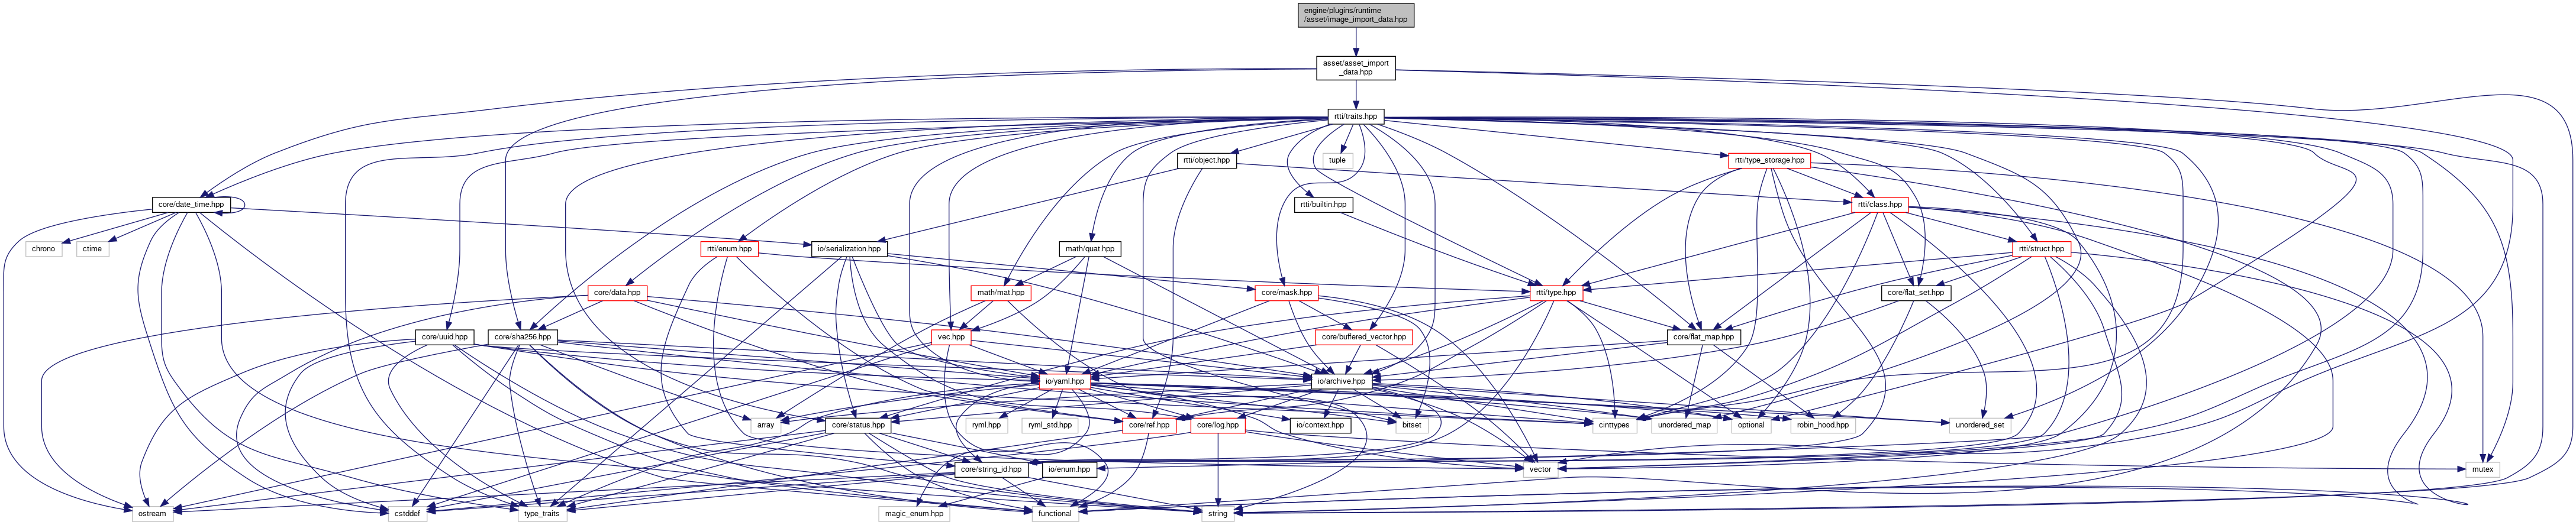 engine/plugins/runtime
/asset/image_import_data.hpp
asset/asset_import
_data.hpp
rtti/traits.hpp
rtti/object.hpp
tuple
rtti/type_storage.hpp
core/date_time.hpp
rtti/builtin.hpp
rtti/class.hpp
chrono
ctime
rtti/enum.hpp
io/serialization.hpp
math/quat.hpp
rtti/struct.hpp
core/data.hpp
math/mat.hpp
core/mask.hpp
rtti/type.hpp
core/flat_set.hpp
core/uuid.hpp
core/sha256.hpp
vec.hpp
core/buffered_vector.hpp
core/flat_map.hpp
io/yaml.hpp
io/archive.hpp
array
core/status.hpp
ryml.hpp
ryml_std.hpp
core/ref.hpp
core/log.hpp
io/context.hpp
bitset
cinttypes
unordered_map
optional
robin_hood.hpp
unordered_set
core/string_id.hpp
io/enum.hpp
vector
mutex
ostream
cstddef
type_traits
magic_enum.hpp
functional
string